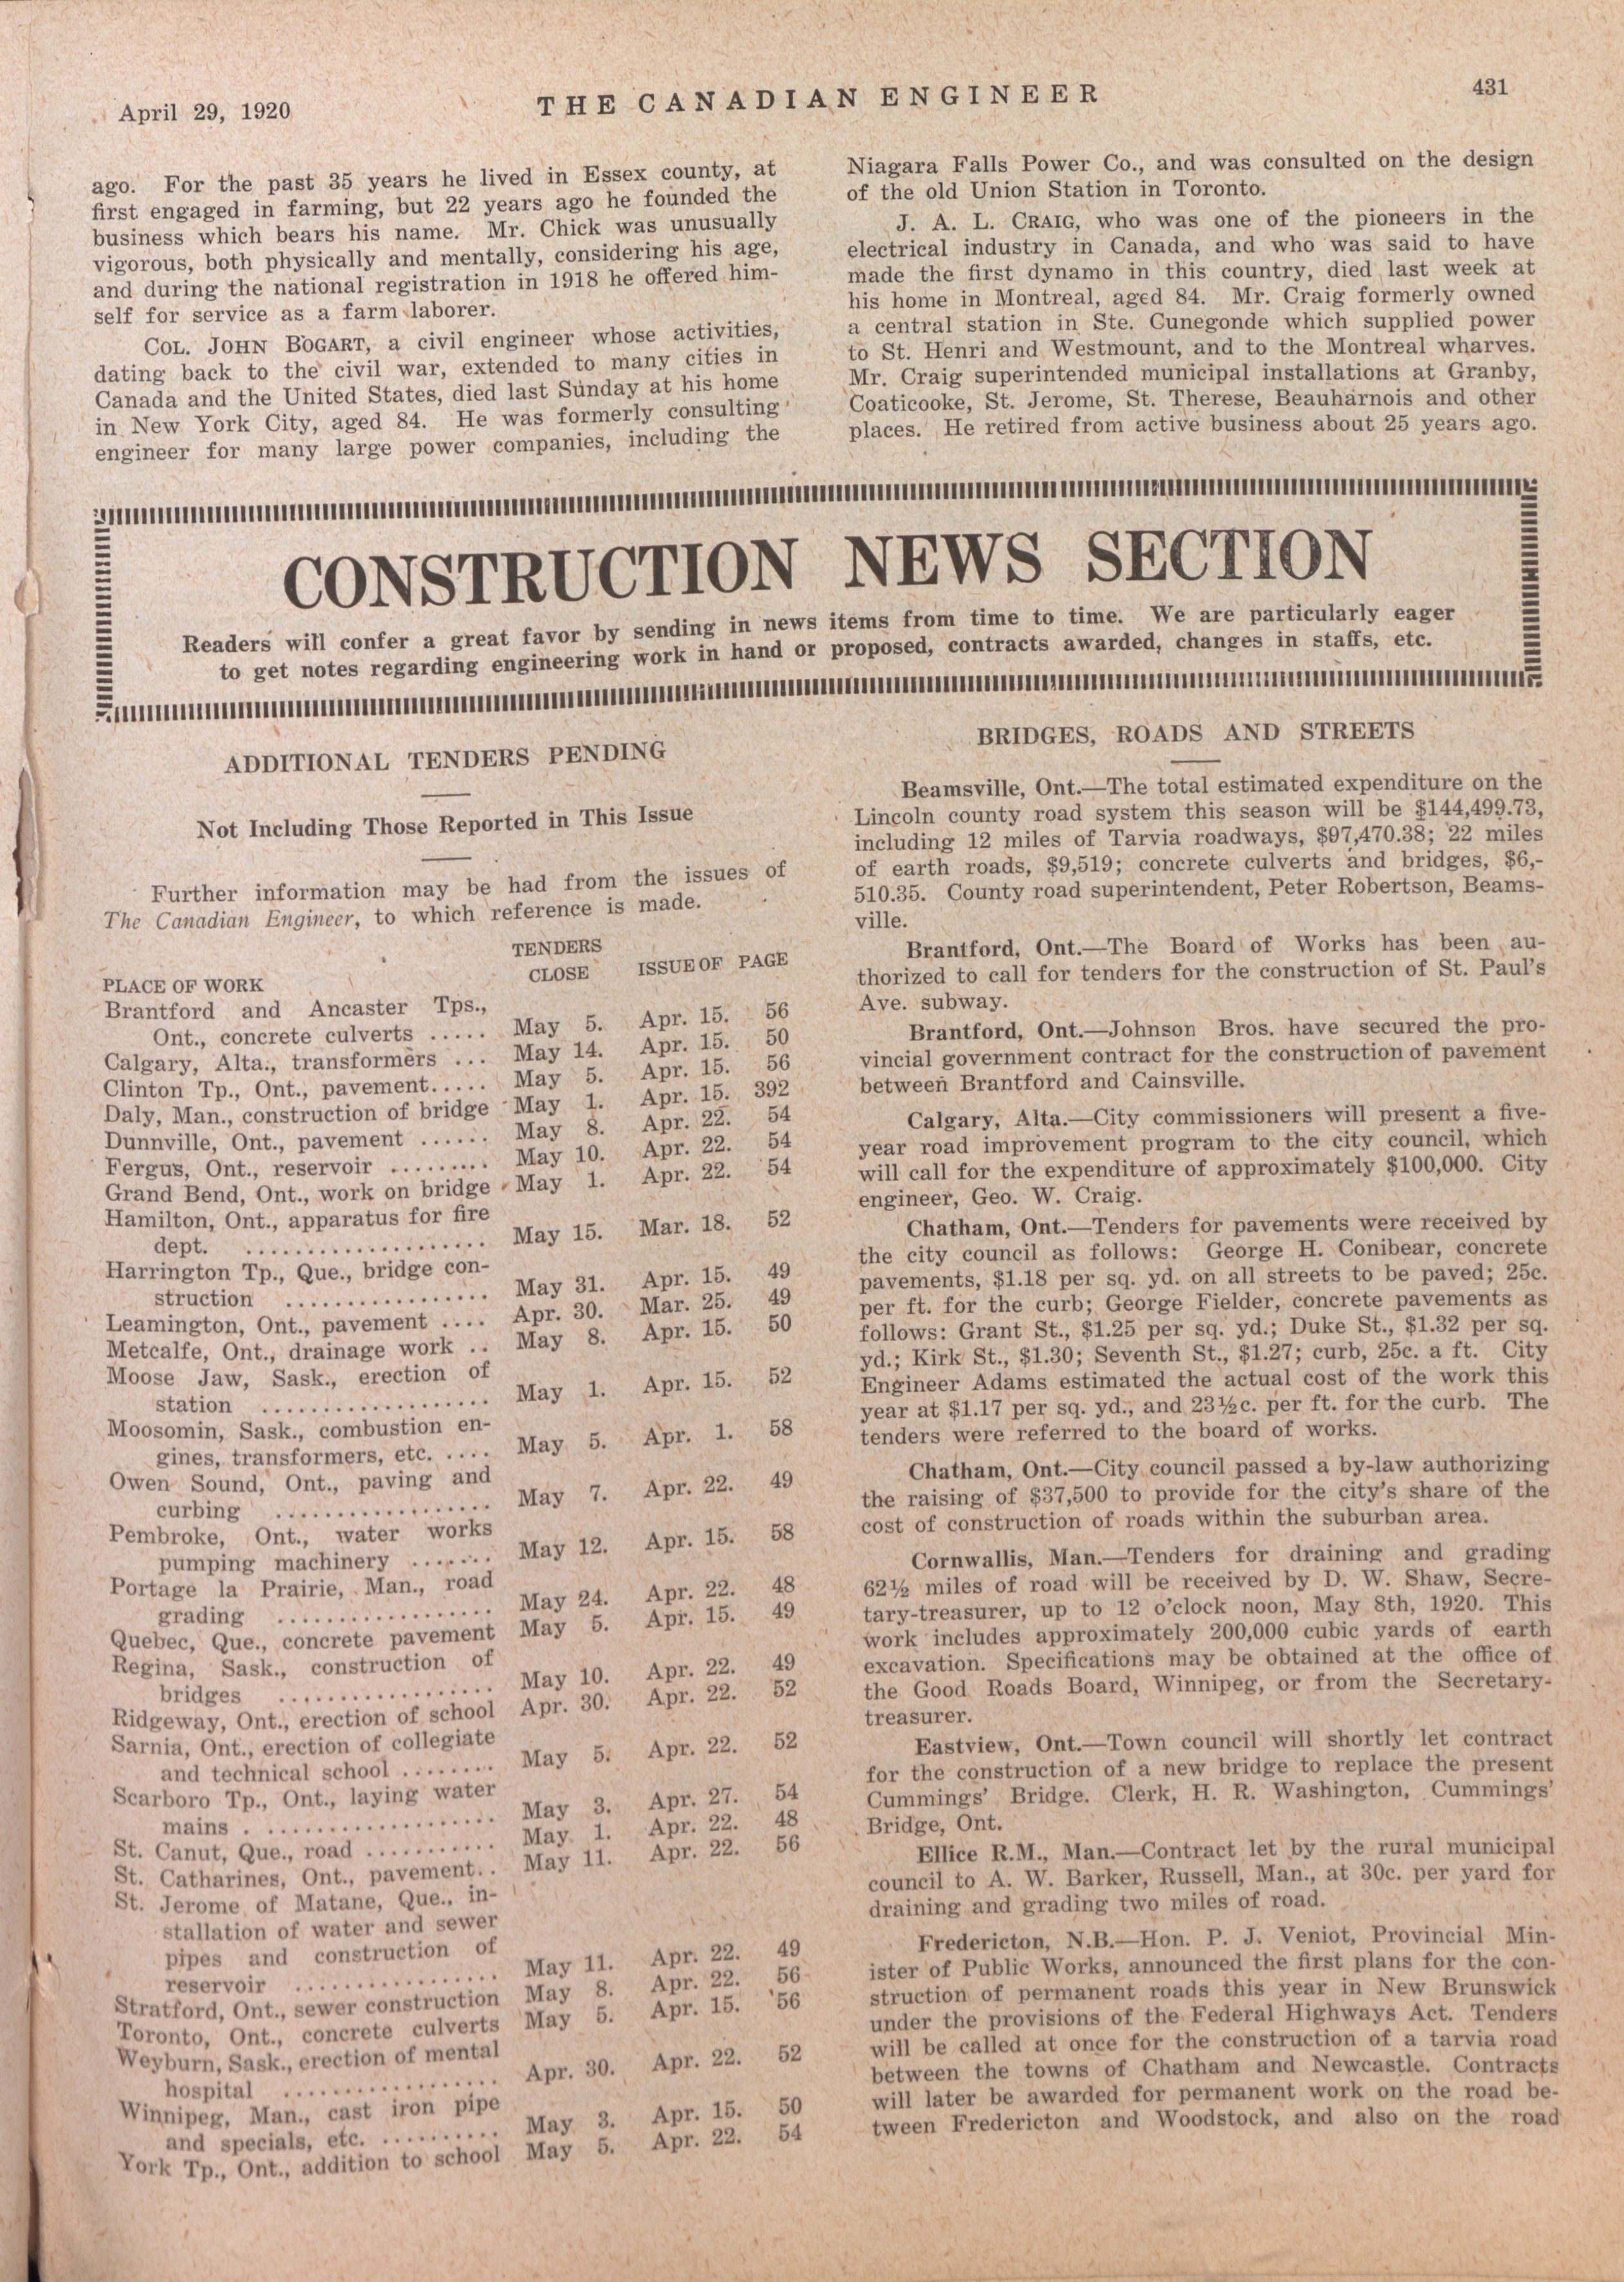 April 29, 1920
THE CANADIAN ENGINEER
431
ago. For the past 35 years he lived in Essex county, at
first engaged in farming, but 22 years ago he founded the
business which bears his name. Mr. Chick was unusually
vigorous, both physically and mentally, considering his age,
and during the national registration in 1918 he offered him-
self for service as a farm laborer.
COL. JOHN BOGART, a civil engineer whose activities,
dating back to the civil war, extended to many cities in
Canada and the United States, died last Sunday at his home
in New York City, aged 84. He was formerly consulting
engineer for many large power companies, including the
Niagara Falls Power Co., and was consulted on the design
of the old Union Station in Toronto.
J. A. L. CRAIG, who was one of the pioneers in the
electrical industry in Canada, and who was said to have
made the first dynamo in this country, died last week at
his home in Montreal, aged 84. Mr. Craig formerly owned
a central station in Ste. Cunegonde which supplied power
to St. Henri and Westmount, and to the Montreal wharves.
Mr. Craig superintended municipal installations at Granby,
Coaticooke, St. Jerome, St. Therese, Beauharnois and other
places. He retired from active business about 25 years ago.
CONSTRUCTION NEWS SECTION
Readers will confer a great favor by sending in news items from time to time. We are particularly eager
to get notes regarding engineering work in hand or proposed, contracts awarded, changes in staffs, etc.
ADDITIONAL TENDERS PENDING
Not Including Those Reported in This Issue
Further information may be had from the issues of
The Canadian Engineer, to which reference is made.
TENDERS
PLACE OF WORK CLOSE ISSUE OF PAGE
Brantford and Ancaster Tps.,
Ont., concrete culverts ..... May 5. Apr. 15. 56
Calgary, Alta., transformers ... May 14. Apr. 15. 50
Clinton Tp., Ont., pavement..... May 5. Apr. 15. 56
Daly, Man., construction of bridge May 1. Apr. 15. 392
Dunnville, Ont., pavement ...... May 8. Apr. 22. 54
Fergus, Ont., reservoir ......... May 10. Apr. 22. 54
Grand Bend, Ont., work on bridge May 1. Apr. 22. 54
Hamilton, Ont., apparatus for fire
dept. .................... May 15. Mar. 18. 52
Harrington Tp., Que., bridge con-
struction ................. May 31. Apr. 15. 49
Leamington, Ont., pavement .... Apr. 30. Mar. 25. 49
Metcalfe, Ont., drainage work .. May 8. Apr. 15. 50
Moose Jaw, Sask., erection of
station ................... May 1. Apr. 15. 52
Moosomin, Sask., combustion en-
gines, transformers, etc. .... May 5. Apr. 1. 58
Owen Sound, Ont., paving and
curbing .................. May 7. Apr. 22. 49
Pembroke, Ont., water works
pumping machinery ....... May 12. Apr. 15. 58
Portage la Prairie, Man., road
grading .................. May 24. Apr. 22. 48
Quebec, Que., concrete pavement May 5. Apr. 15. 49
Regina, Sask., construction of
bridges .................. May 10. Apr. 22. 49
Ridgeway, Ont., erection of school Apr. 30. Apr. 22. 52
Sarnia, Ont., erection of collegiate
and technical school ........ May 5. Apr. 22. 52
Scarboro Tp., Ont., laying water
mains . ................... May 3. Apr. 27. 54
St. Canut, Que., road ........... May 1. Apr. 22. 48
St. Catharines, Ont., pavement.. May 11. Apr. 22. 56
St. Jerome of Matane, Que., in-
stallation of water and sewer
pipes and construction of
reservoir ................. May 11. Apr. 22. 49
Stratford, Ont., sewer construction May 8. Apr. 22. 56
Toronto, Ont., concrete culverts May 5. Apr. 15. 56
Weyburn, Sask., erection of mental
hospital .................. Apr. 30. Apr. 22. 52
Winnipeg, Man., cast iron pipe
and specials, etc. .......... May 3. Apr. 15. 50
York Tp., Ont., addition to school May 5. Apr. 22. 54
BRIDGES, ROADS AND STREETS
Beamsville, Ont.—The total estimated expenditure on the
Lincoln county road system this season will be $144,499.73,
including 12 miles of Tarvia roadways, $97,470.38; 22 miles
of earth roads, $9,519; concrete culverts and bridges, $6,-
510.35. County road superintendent, Peter Robertson, Beams-
ville.
Brantford, Ont.—The Board of Works has been au-
thorized to call for tenders for the construction of St. Paul's
Ave. subway.
Brantford, Ont.—Johnson Bros. have secured the pro-
vincial government contract for the construction of pavement
between Brantford and Cainsville.
Calgary, Alta.—City commissioners will present a five-
year road improvement program to the city council, which
will call for the expenditure of approximately $100,000. City
engineer, Geo. W. Craig.
Chatham, Ont.—Tenders for pavements were received by
the city council as follows: George H. Conibear, concrete
pavements, $1.18 per sq. yd. on all streets to be paved; 25c.
per ft. for the curb; George Fielder, concrete pavements as
follows: Grant St., $1.25 per sq. yd.; Duke St., $1.32 per sq.
yd.; Kirk St., $1.30; Seventh St., $1.27; curb, 25c. a ft. City
Engineer Adams estimated the actual cost of the work this
year at $1.17 per sq. yd., and 23½c. per ft. for the curb. The
tenders were referred to the board of works.
Chatham, Ont.—City council passed a by-law authorizing
the raising of $37,500 to provide for the city's share of the
cost of construction of roads within the suburban area.
Cornwallis, Man.—Tenders for draining and grading
62½ miles of road will be received by D. W. Shaw, Secre-
tary-treasurer, up to 12 o'clock noon, May 8th, 1920. This
work includes approximately 200,000 cubic yards of earth
excavation. Specifications may be obtained at the office of
the Good Roads Board, Winnipeg, or from the Secretary-
treasurer.
Eastview, Ont.—Town council will shortly let contract
for the construction of a new bridge to replace the present
Cummings' Bridge. Clerk, H. R. Washington, Cummings'
Bridge, Ont.
Ellice R.M., Man.—Contract let by the rural municipal
council to A. W. Barker, Russell, Man., at 30c. per yard for
draining and grading two miles of road.
Fredericton, N.B.—Hon. P. J. Veniot, Provincial Min-
ister of Public Works, announced the first plans for the con-
struction of permanent roads this year in New Brunswick
under the provisions of the Federal Highways Act. Tenders
will be called at once for the construction of a tarvia road
between the towns of Chatham and Newcastle. Contracts
will later be awarded for permanent work on the road be-
tween Fredericton and Woodstock, and also on the road